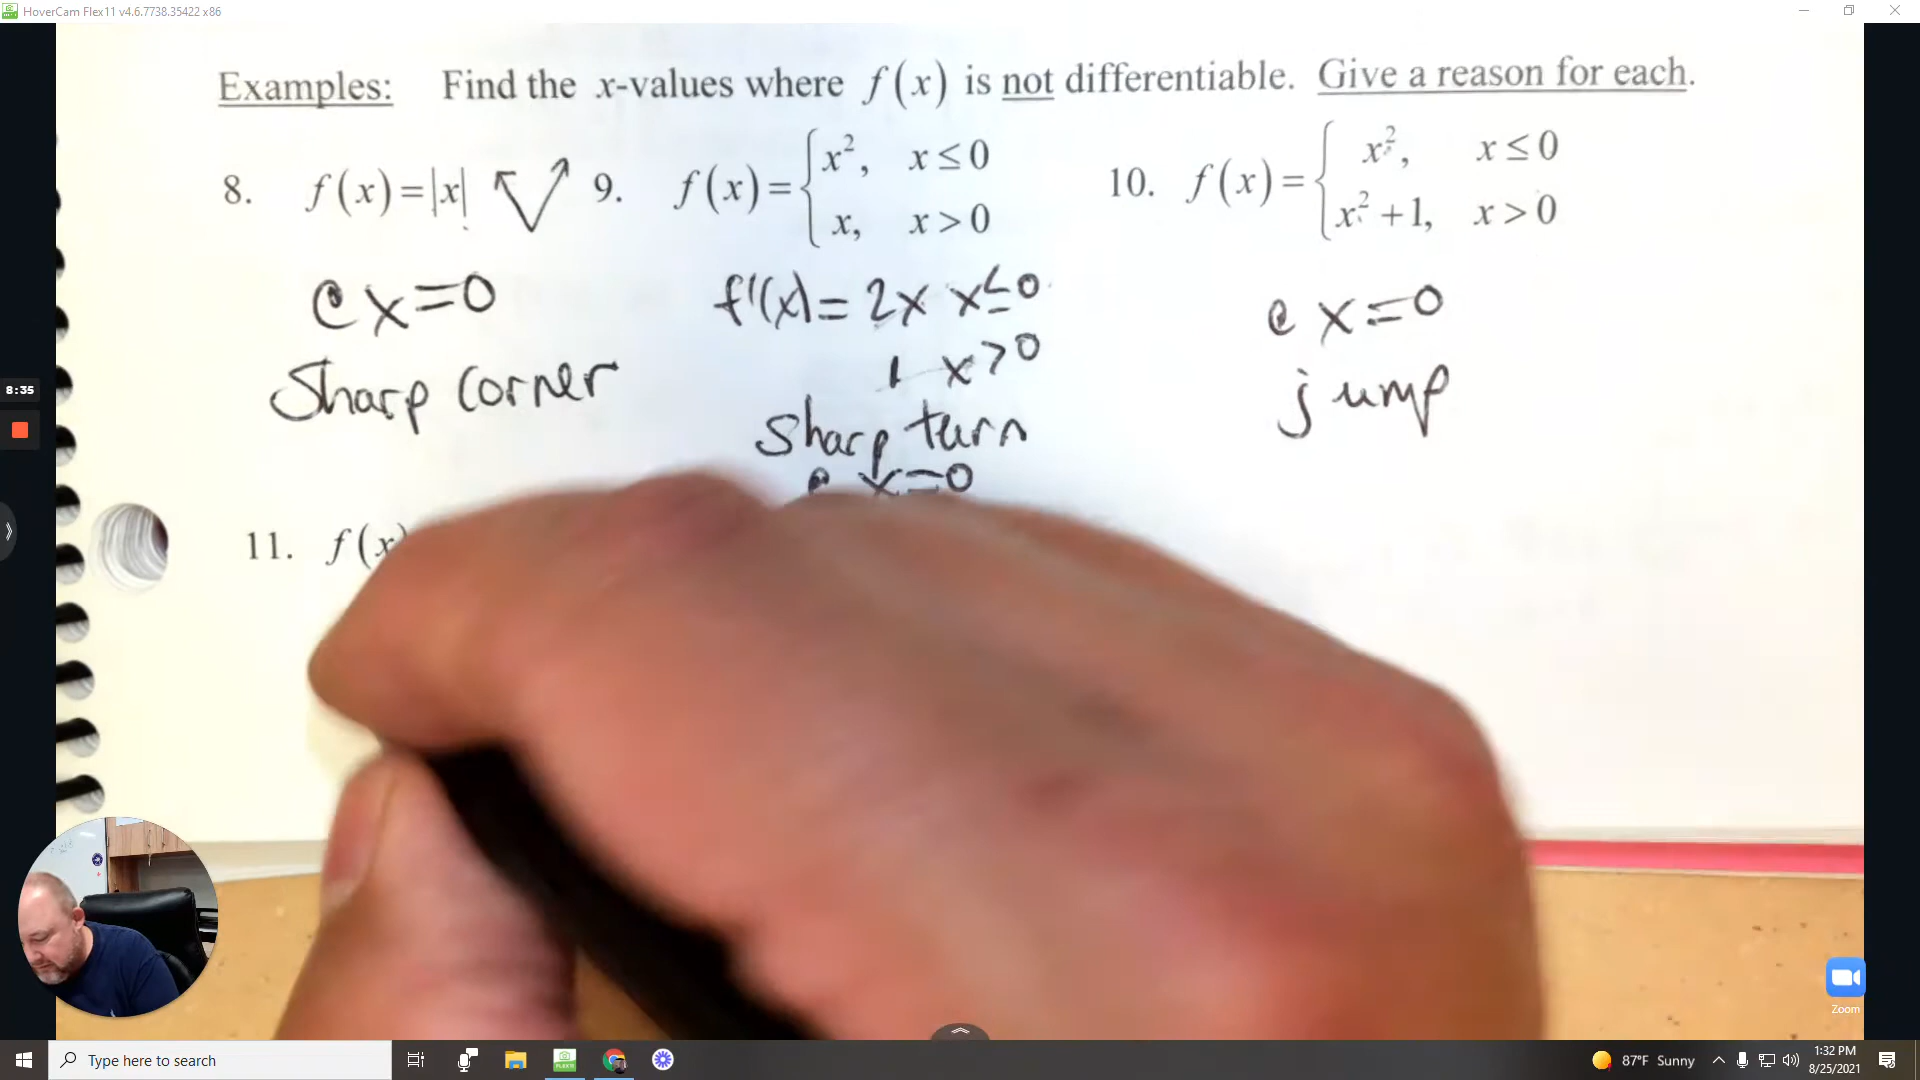 HoverCam Flex11 v4.6.7738.35422 x86
Examples: Find the x-values where f(x) is not differentiable. Give a reason for each.
8. f(x)=|x|
@ x=0
Sharp corner
9. f(x)={x², x≤0
x, x>0
f'(x)= 2x x≤0
1 x>0
Sharp turn
@ x=0
10. f(x)={x², x≤0
x²+1, x>0
@ x=0
jump
11. f(x)
8:35
Zoom
Type here to search
FLEX11
87°F Sunny
1:32 PM
8/25/2021